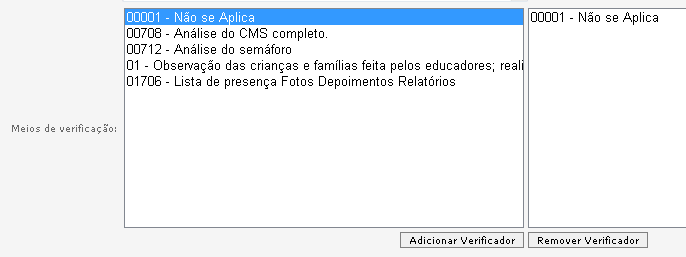 00001 - Não se Aplica
00708 - Análise do CMS completo.
00712 - Análise do semáforo
01 - Observação das crianças e famílias feita pelos educadores; reali
01706 - Lista de presença Fotos Depoimentos Relatórios
00001 - Não se Aplica
Meios de verificação:
Adicionar Verificador
Remover Verificador